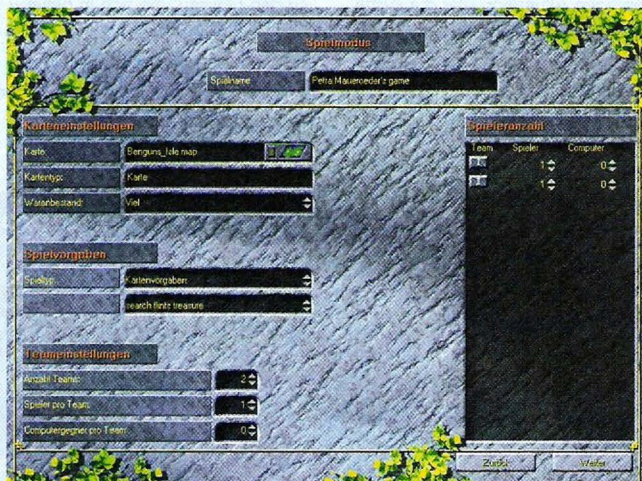 Spielmodus
Spielname: Petra Maueroeder's game
Karteneinstellungen
Karte: Benguns_Isle.map
Kartentyp: Karte
Warenbestand: Viel
Spielvorgaben
Spieltyp: Kartenvorgaben
search flints treasure
Teameinstellungen
Anzahl Teams: 2
Spieler pro Team: 1
Computergegner pro Team: 0
Spieleranzahl
Team Spieler Computer
1 0
1 0
Zurück Weiter